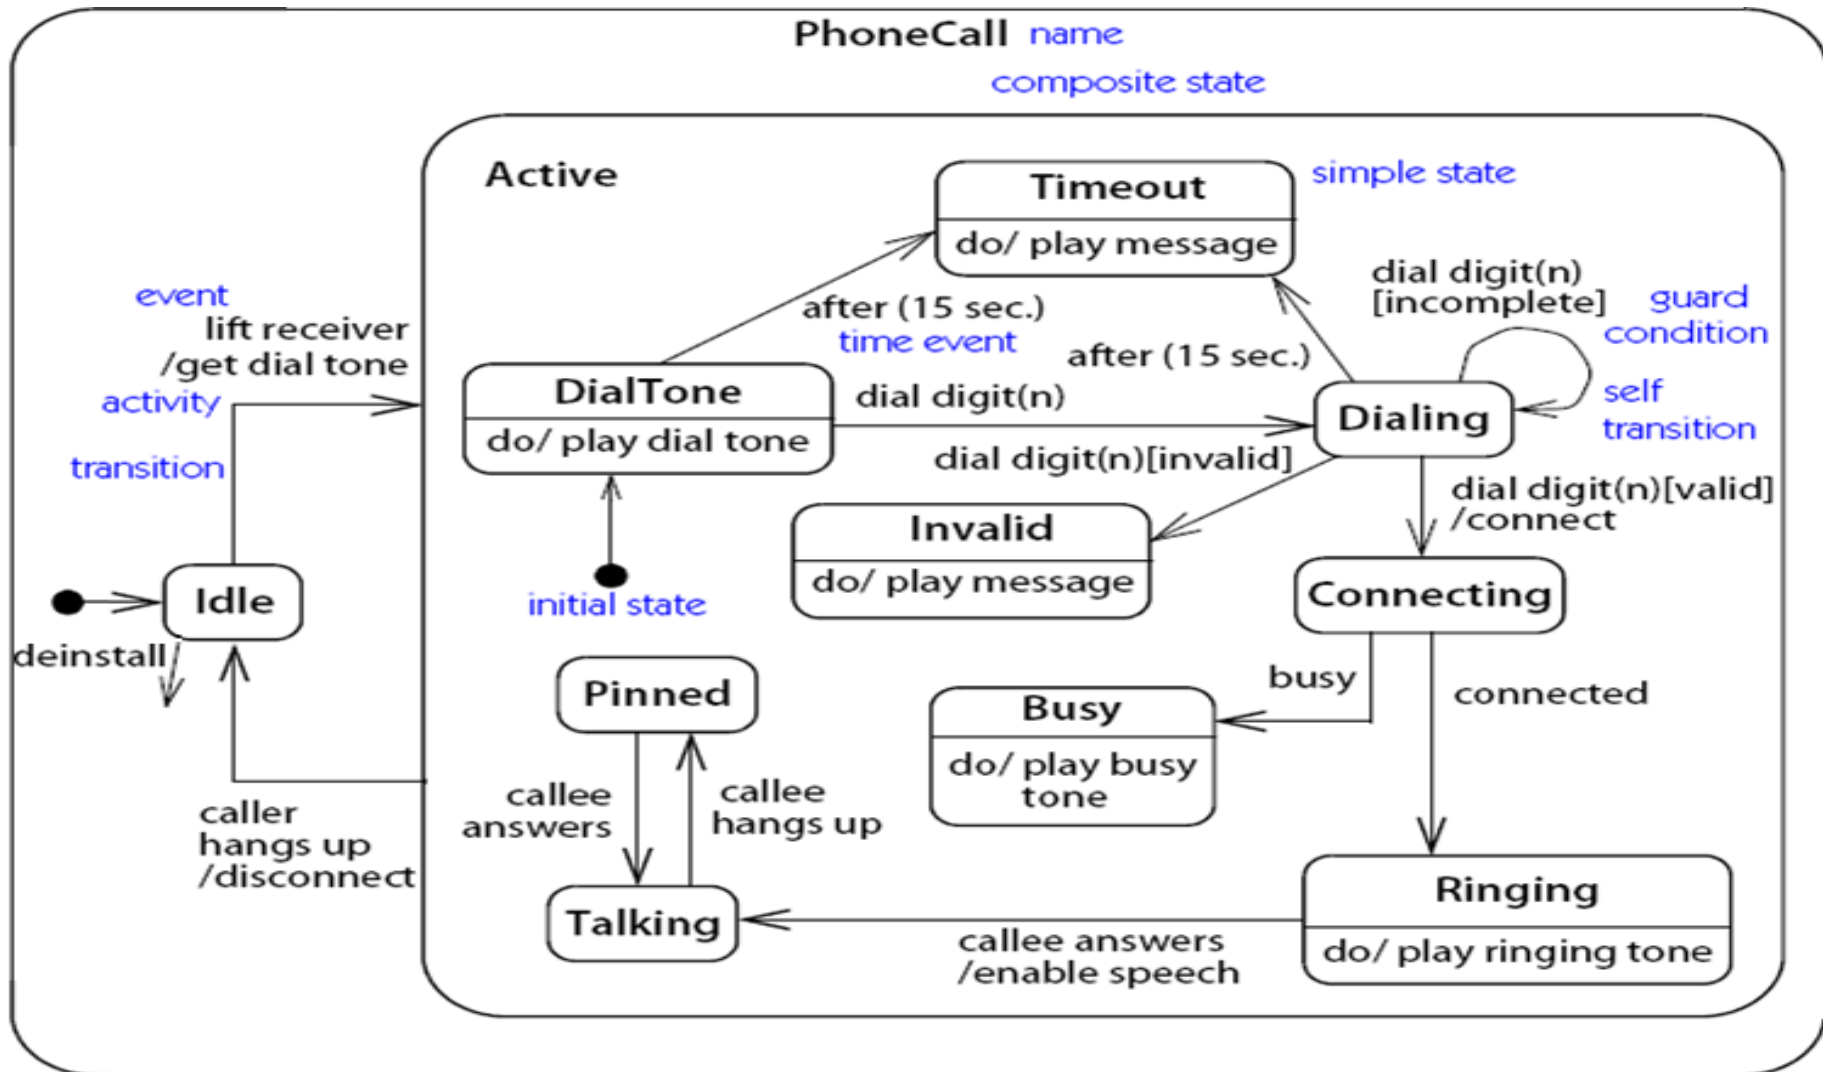 PhoneCall name
composite state
Active
Timeout
do/ play message
simple state
event
lift receiver
/get dial tone
activity
transition
after (15 sec.)
time event
after (15 sec.)
dial digit(n)
[incomplete]
guard
condition
self
transition
DialTone
do/ play dial tone
dial digit(n)
Dialing
dial digit(n)[invalid]
dial digit(n)[valid]
/connect
Invalid
do/ play message
initial state
Idle
deinstall
Connecting
busy
connected
Pinned
Busy
do/ play busy
tone
callee
answers
callee
hangs up
caller
hangs up
/disconnect
Talking
callee answers
/enable speech
Ringing
do/ play ringing tone